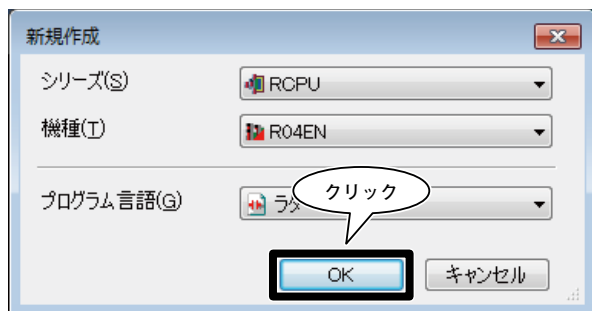 新規作成
シリーズ(S)
RCPU
機種(T)
R04EN
プログラム言語(G)
クリック
OK
キャンセル